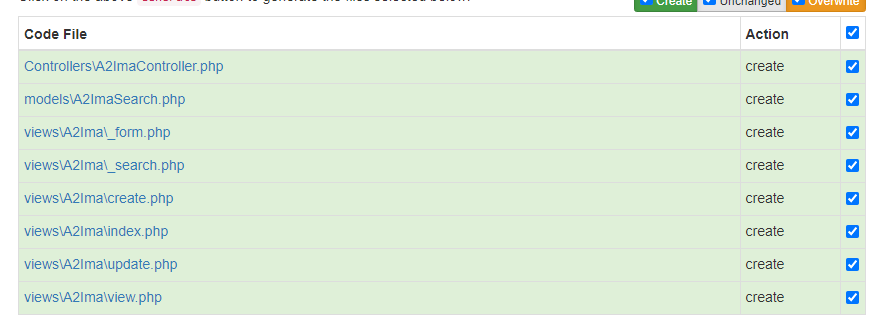 Create Unchanged Overwrite
Code File Action
Controllers\A2ImaController.php create
models\A2ImaSearch.php create
views\A2Ima\_form.php create
views\A2Ima\_search.php create
views\A2Ima\create.php create
views\A2Ima\index.php create
views\A2Ima\update.php create
views\A2Ima\view.php create